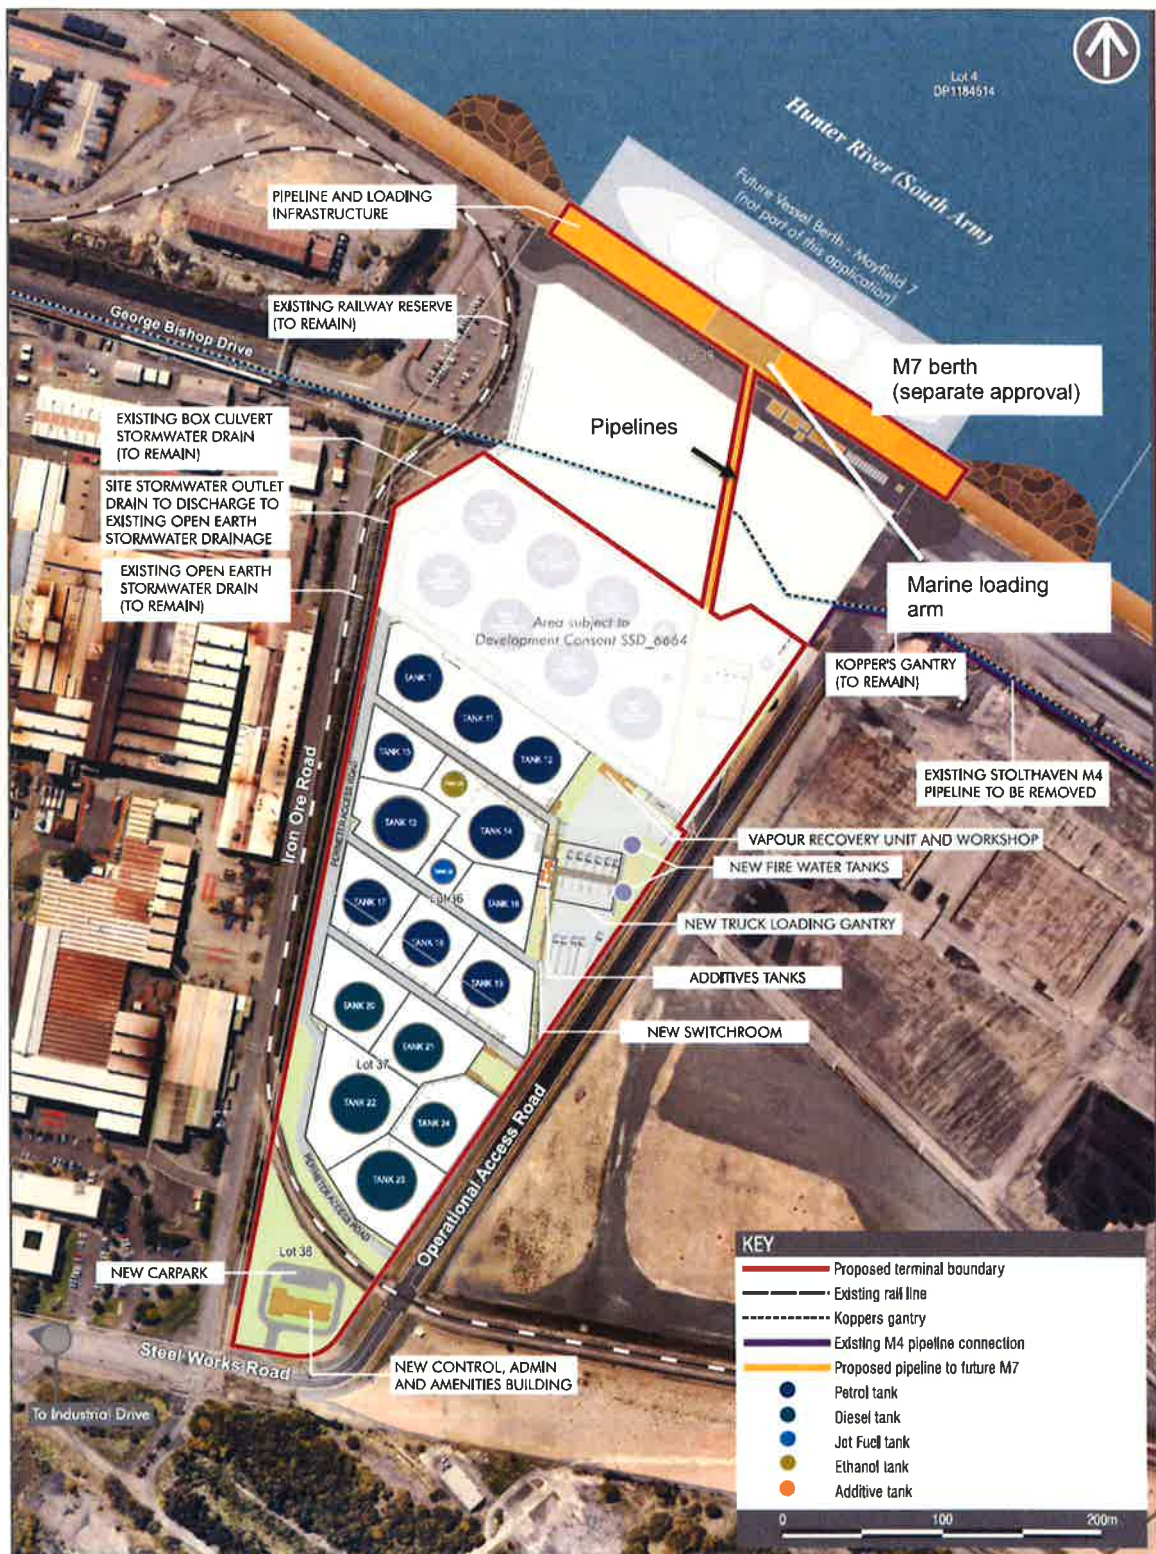 Lot 4
DP1184514
Hunter River (South Arm)
Future Vessel Berth - Mayfield 7
(not part of this application)
PIPELINE AND LOADING
INFRASTRUCTURE
EXISTING RAILWAY RESERVE
(TO REMAIN)
George Bishop Drive
M7 berth
(separate approval)
Pipelines
EXISTING BOX CULVERT
STORMWATER DRAIN
(TO REMAIN)
SITE STORMWATER OUTLET
DRAIN TO DISCHARGE TO
EXISTING OPEN EARTH
STORMWATER DRAINAGE
EXISTING OPEN EARTH
STORMWATER DRAIN
(TO REMAIN)
Marine loading
arm
Area subject to
Development Consent SSD_6664
KOPPER'S GANTRY
(TO REMAIN)
EXISTING STOLTHAVEN M4
PIPELINE TO BE REMOVED
TANK 1
TANK 11
TANK 12
TANK 15
TANK 13
TANK 14
Iron Ore Road
PERIMETER ACCESS ROAD
VAPOUR RECOVERY UNIT AND WORKSHOP
NEW FIRE WATER TANKS
NEW TRUCK LOADING GANTRY
ADDITIVES TANKS
NEW SWITCHROOM
TANK 17
Lot 36
TANK 16
TANK 18
TANK 19
TANK 20
TANK 21
Lot 37
TANK 22
TANK 24
TANK 23
PERIMETER ACCESS ROAD
Operational Access Road
Lot 38
NEW CARPARK
Steel Works Road
NEW CONTROL, ADMIN
AND AMENITIES BUILDING
To Industrial Drive
KEY
Proposed terminal boundary
Existing rail line
Koppers gantry
Existing M4 pipeline connection
Proposed pipeline to future M7
Petrol tank
Diesel tank
Jet Fuel tank
Ethanol tank
Additive tank
0 100 200m